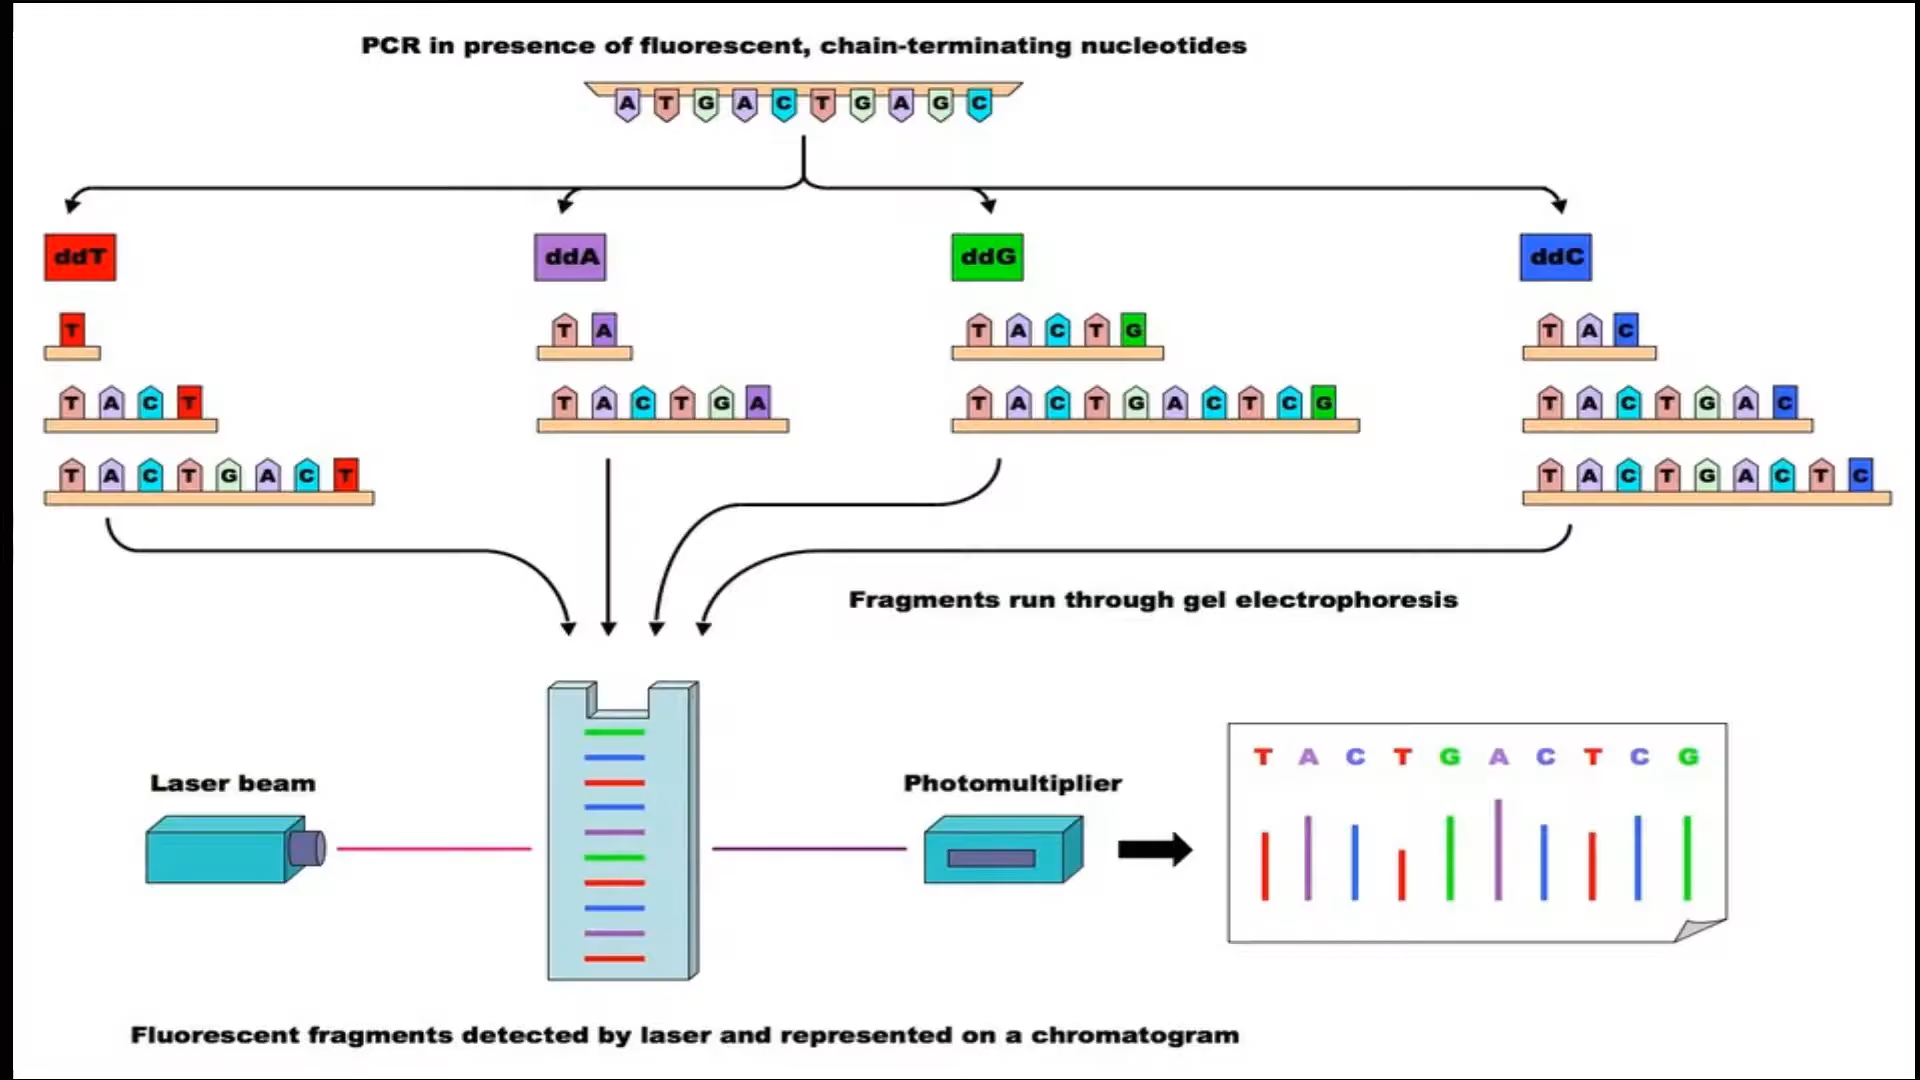 PCR in presence of fluorescent, chain-terminating nucleotides
A T G A C T G A G C
ddT
T
T A C T
T A C T G A C T
ddA
T A
T A C T G A
ddG
T A C T G
T A C T G A C T C G
ddC
T A C
T A C T G A C
T A C T G A C T C
Fragments run through gel electrophoresis
Laser beam
Photomultiplier
T A C T G A C T C G
Fluorescent fragments detected by laser and represented on a chromatogram